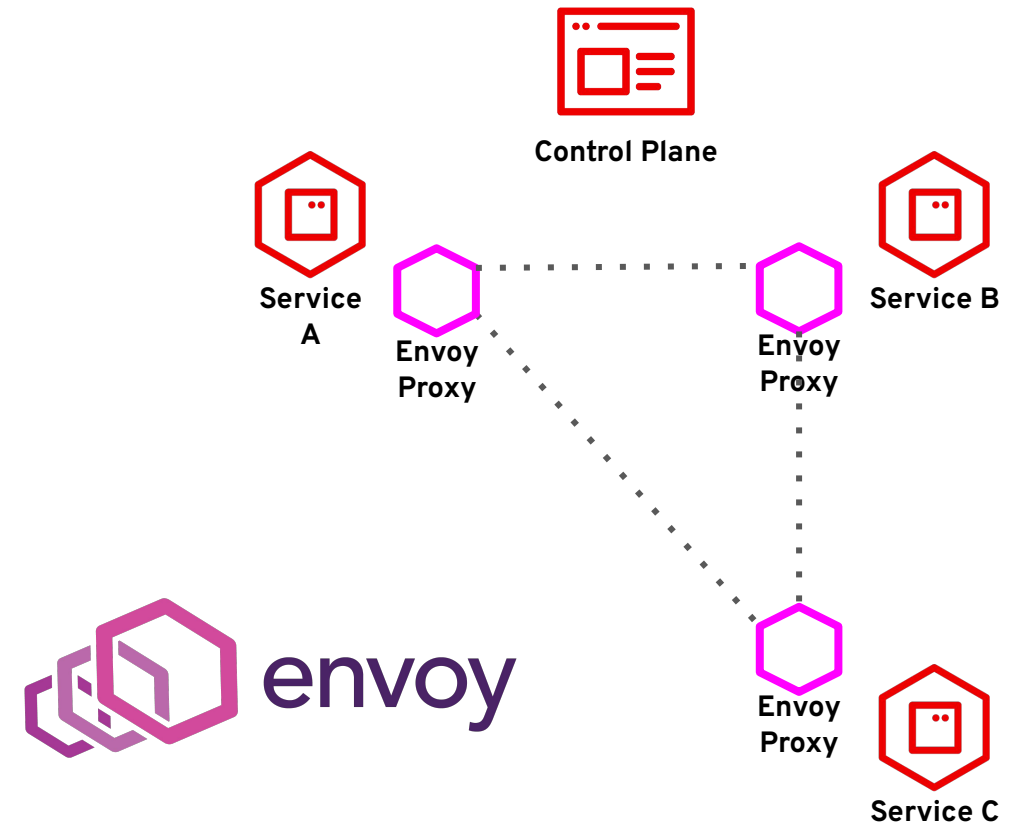 Control Plane
Service
A
Envoy
Proxy
Envoy
Proxy
Service B
envoy
Envoy
Proxy
Service C